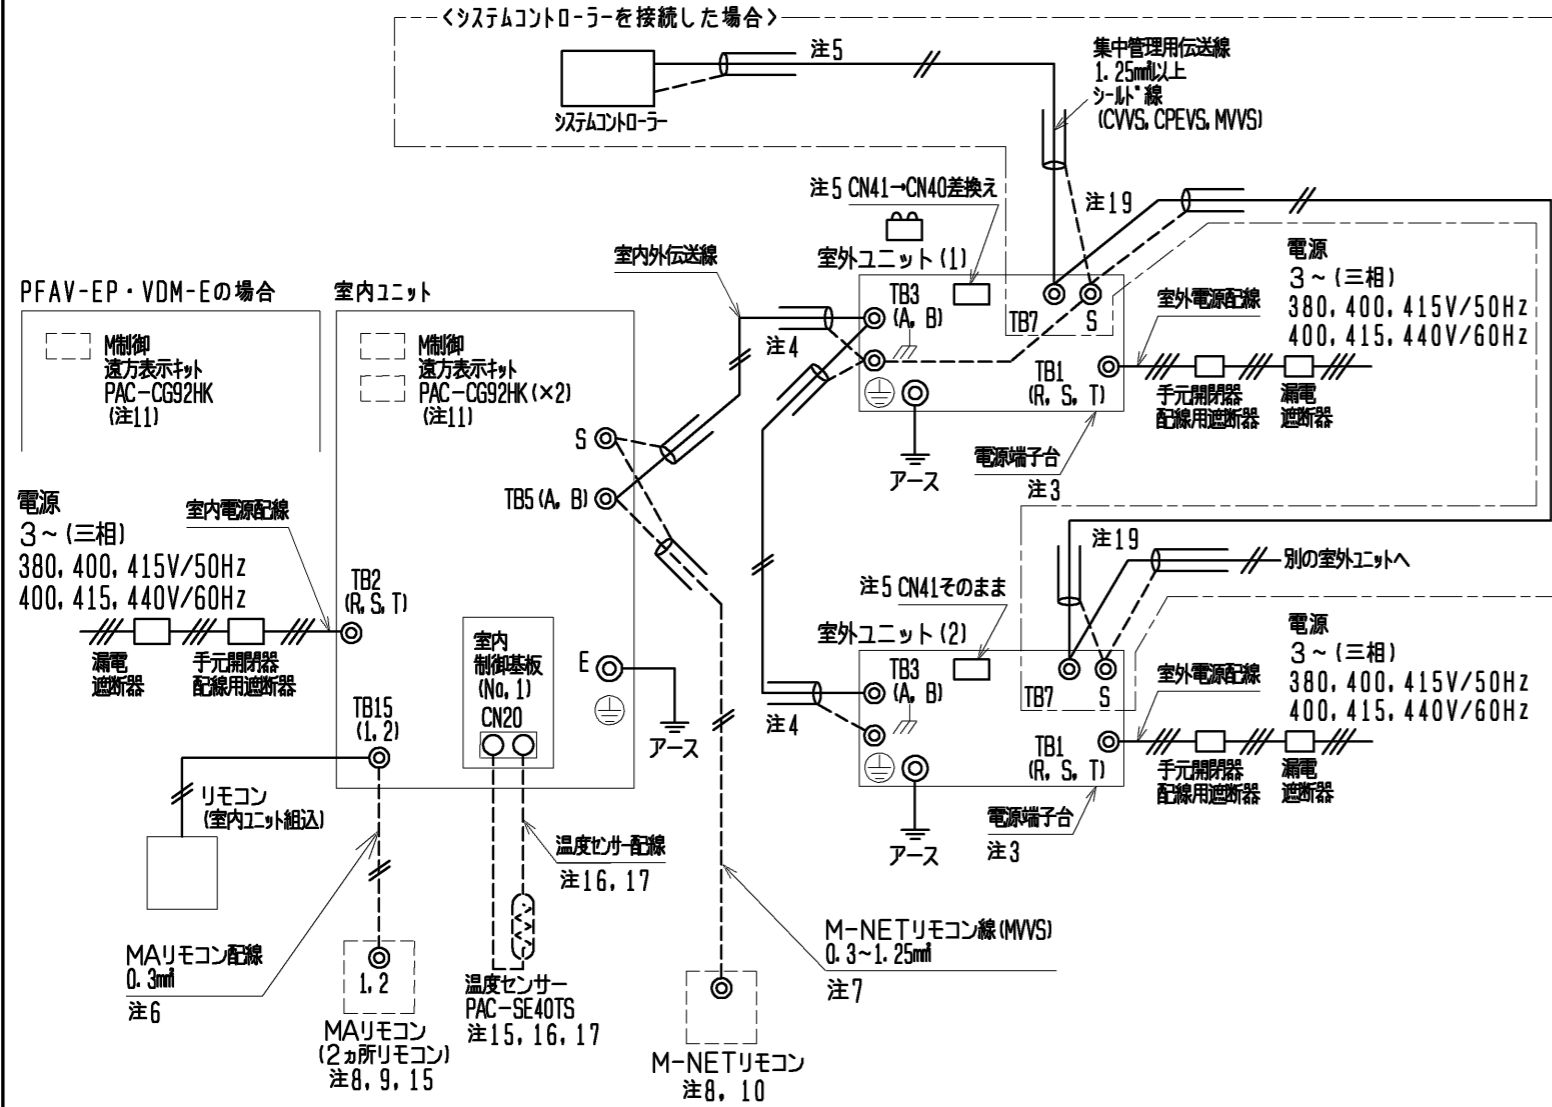 <システムコントローラーを接続した場合>
システムコントローラー
注5
集中管理用伝送線
1.25㎟以上
シールド線
(CVVS, CPEVS, MVVS)
注5 CN41→CN40差換え
注19
室内外伝送線
室外ユニット(1)
TB3
(A, B)
TB7
S
TB1
(R, S, T)
注4
アース
電源端子台
注3
室外電源配線
電源
3~(三相)
380, 400, 415V/50Hz
400, 415, 440V/60Hz
手元開閉器
配線用遮断器
漏電
遮断器
PFAV-EP・VDM-Eの場合
M制御
遠方表示キット
PAC-CG92HK
(注11)
室内ユニット
M制御
遠方表示キット
PAC-CG92HK(×2)
(注11)
S
TB5(A, B)
電源
3~(三相)
380, 400, 415V/50Hz
400, 415, 440V/60Hz
室内電源配線
TB2
(R, S, T)
漏電
遮断器
手元開閉器
配線用遮断器
TB15
(1, 2)
室内
制御基板
(No, 1)
CN20
E
アース
注19
別の室外ユニットへ
注5 CN41そのまま
室外ユニット(2)
TB3
(A, B)
TB7
S
TB1
(R, S, T)
注4
アース
電源端子台
注3
室外電源配線
電源
3~(三相)
380, 400, 415V/50Hz
400, 415, 440V/60Hz
手元開閉器
配線用遮断器
漏電
遮断器
リモコン
(室内ユニット組込)
温度センサー配線
注16, 17
MAリモコン配線
0.3㎟
注6
1, 2
MAリモコン
(2ヵ所リモコン)
注8, 9, 15
温度センサー
PAC-SE40TS
注15, 16, 17
M-NETリモコン線(MVVS)
0.3~1.25㎟
注7
M-NETリモコン
注8, 10